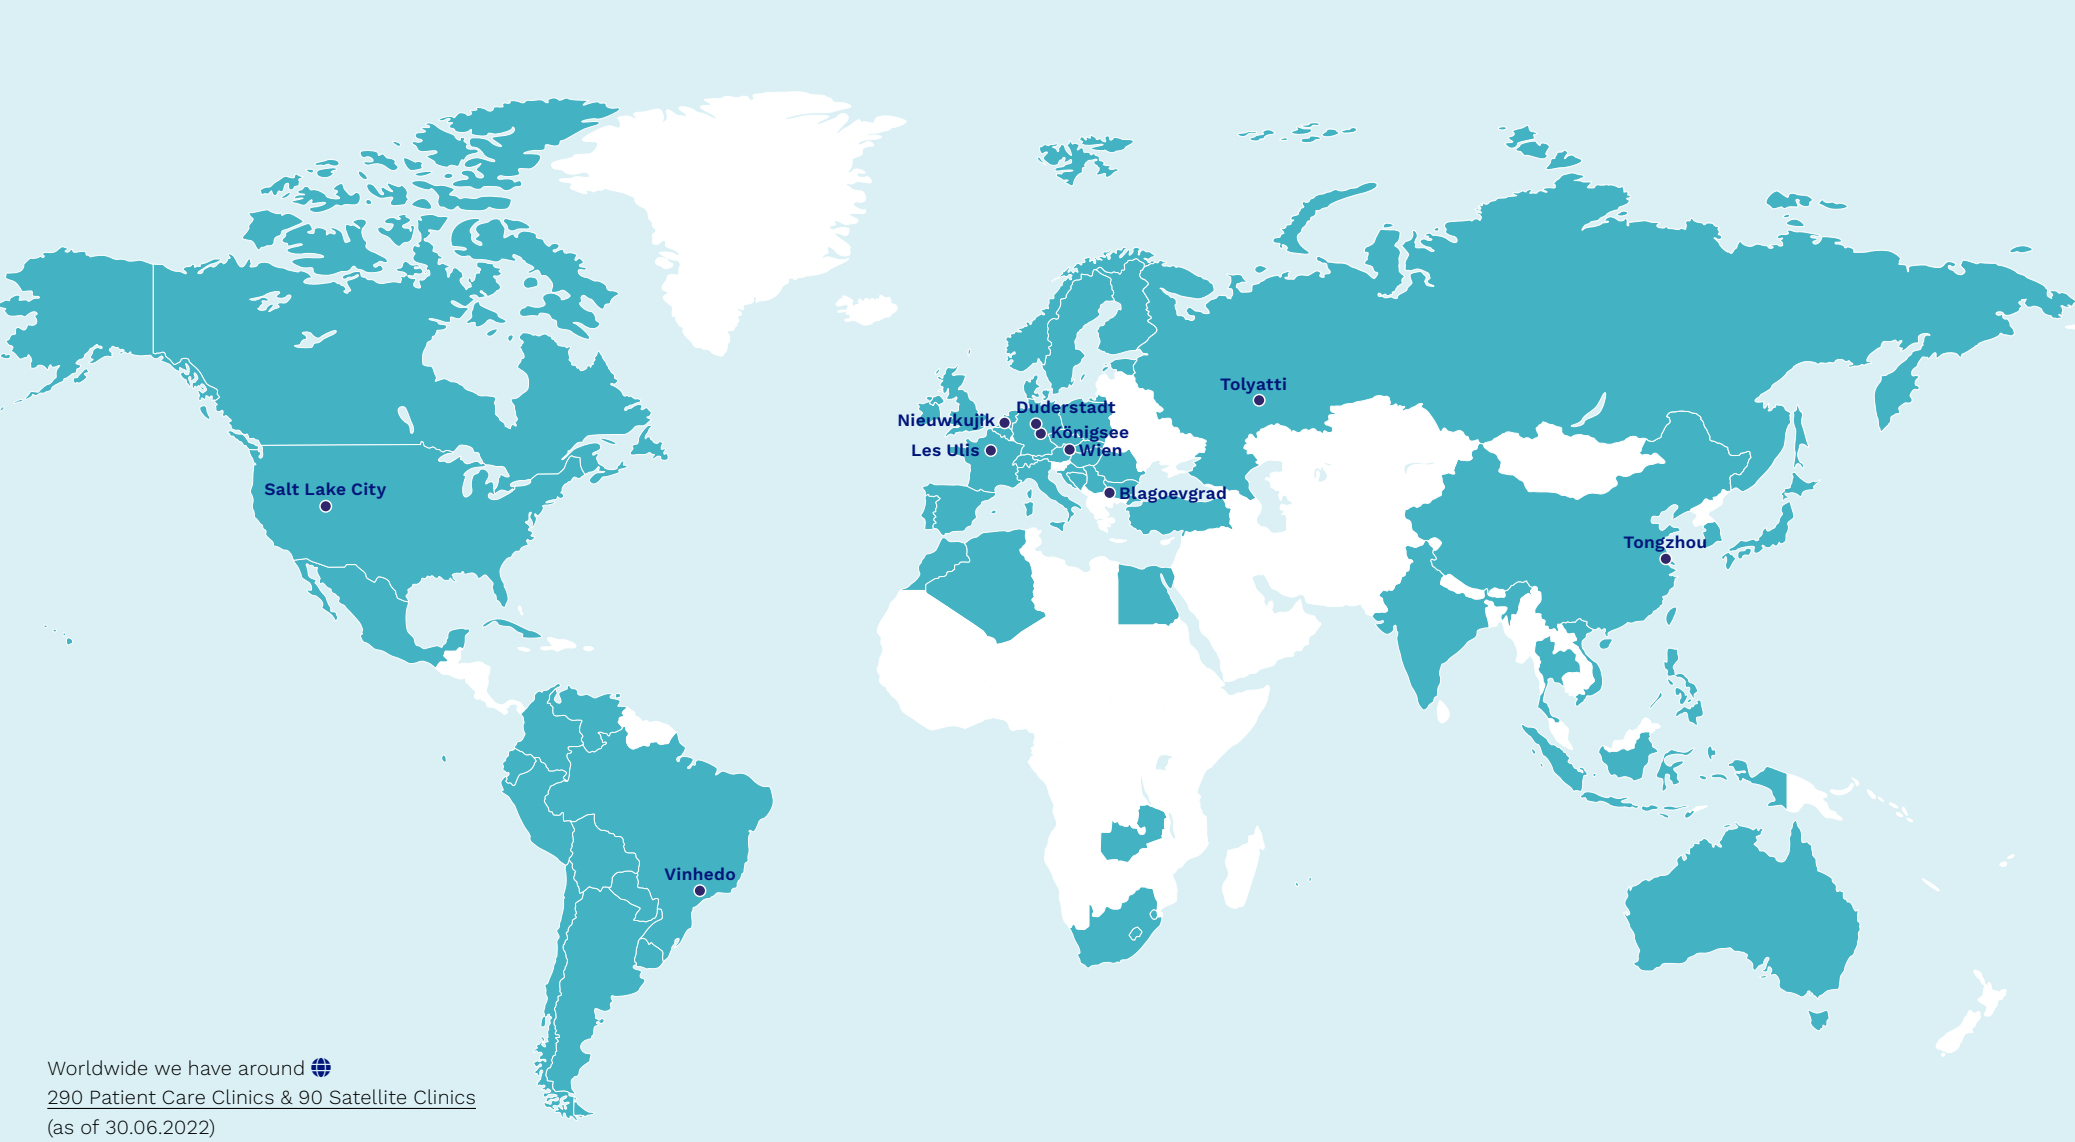 Tolyatti
Duderstadt
Nieuwkujik
Königsee
Les Ulis
Wien
Salt Lake City
Blagoevgrad
Tongzhou
Vinhedo
Worldwide we have around
290 Patient Care Clinics & 90 Satellite Clinics
(as of 30.06.2022)